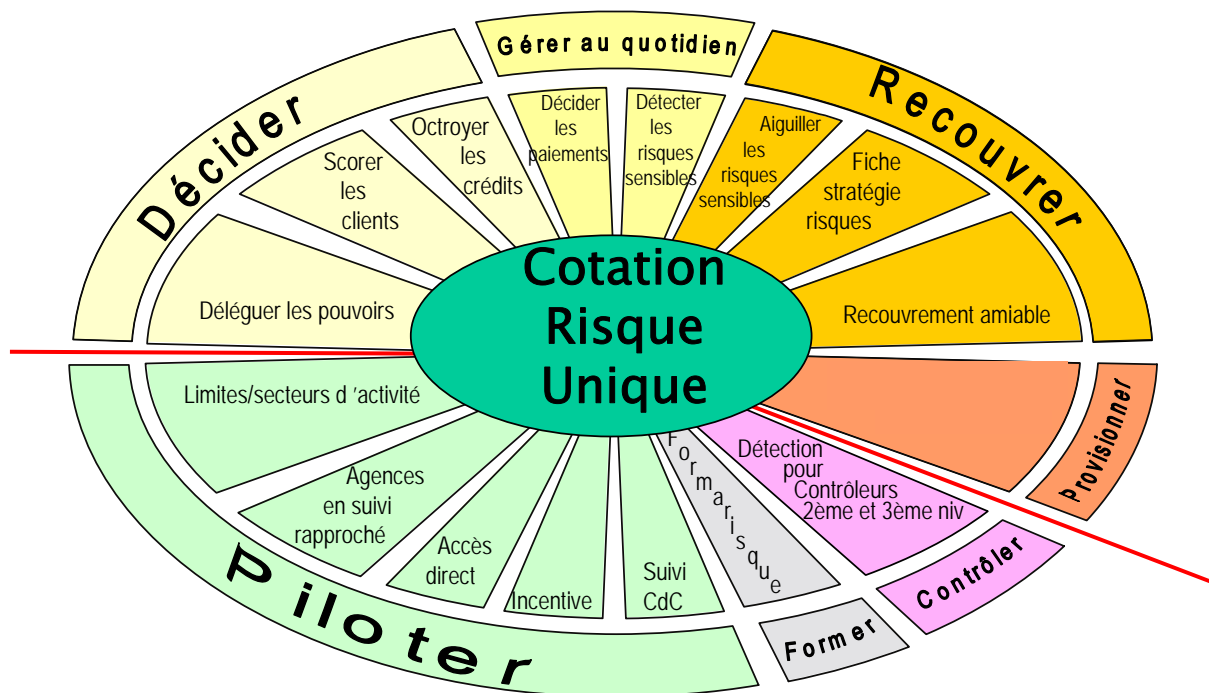 Gérer au quotidien
Décider
Recouvrer
Octroyer
les
crédits
Décider
les
paiements
Détecter
les
risques
sensibles
Aiguiller
les
risques
sensibles
Scorer
les
clients
Fiche
stratégie
risques
Déléguer les pouvoirs
Recouvrement amiable
Cotation
Risque
Unique
Limites/secteurs d 'activité
Provisionner
Agences
en suivi
rapproché
Accès
direct
Incentive
Suivi
CdC
Formarisque
Détection
pour
Contrôleurs
2ème et 3ème niv
Contrôler
Former
Piloter